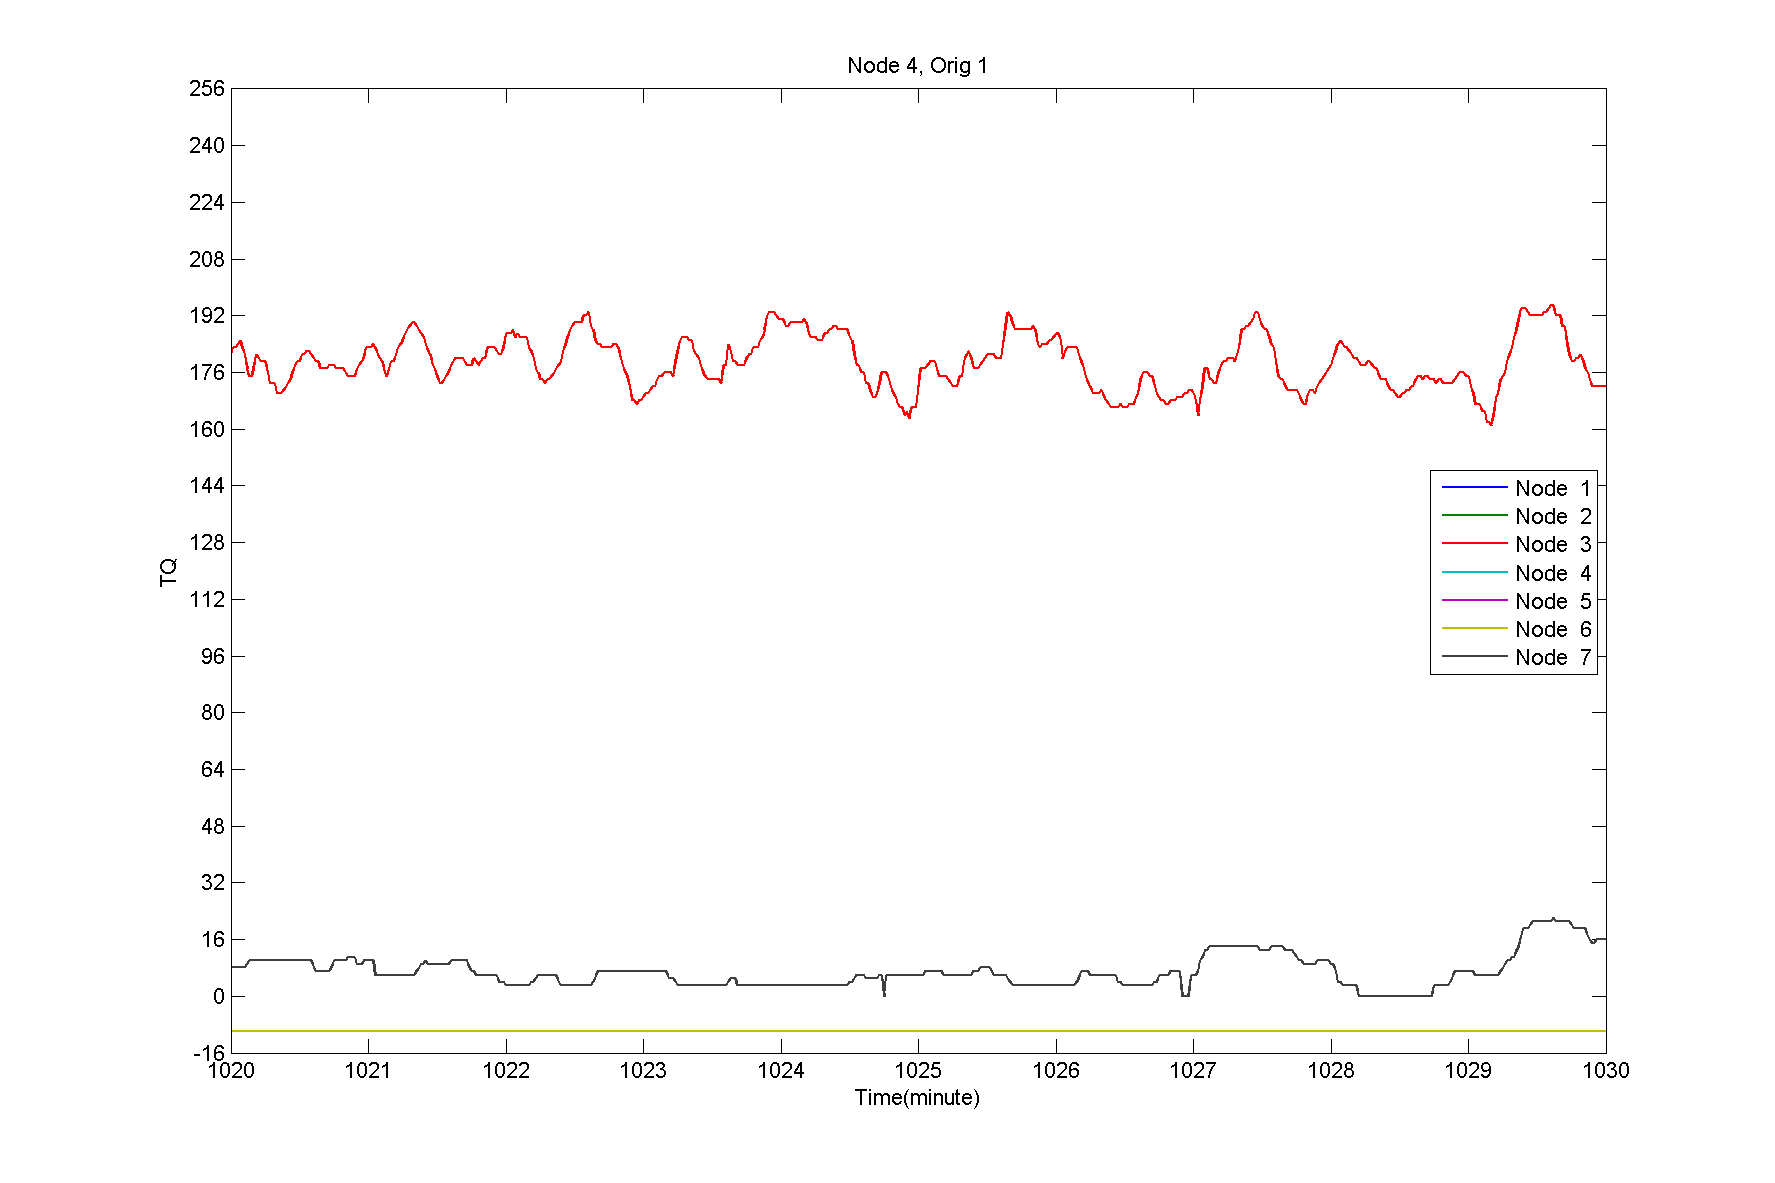 Node 4, Orig 1
256
240
224
208
192
176
160
144
128
112
96
80
64
48
32
16
0
-16
TQ
Node 1
Node 2
Node 3
Node 4
Node 5
Node 6
Node 7
1020 1021 1022 1023 1024 1025 1026 1027 1028 1029 1030
Time(minute)